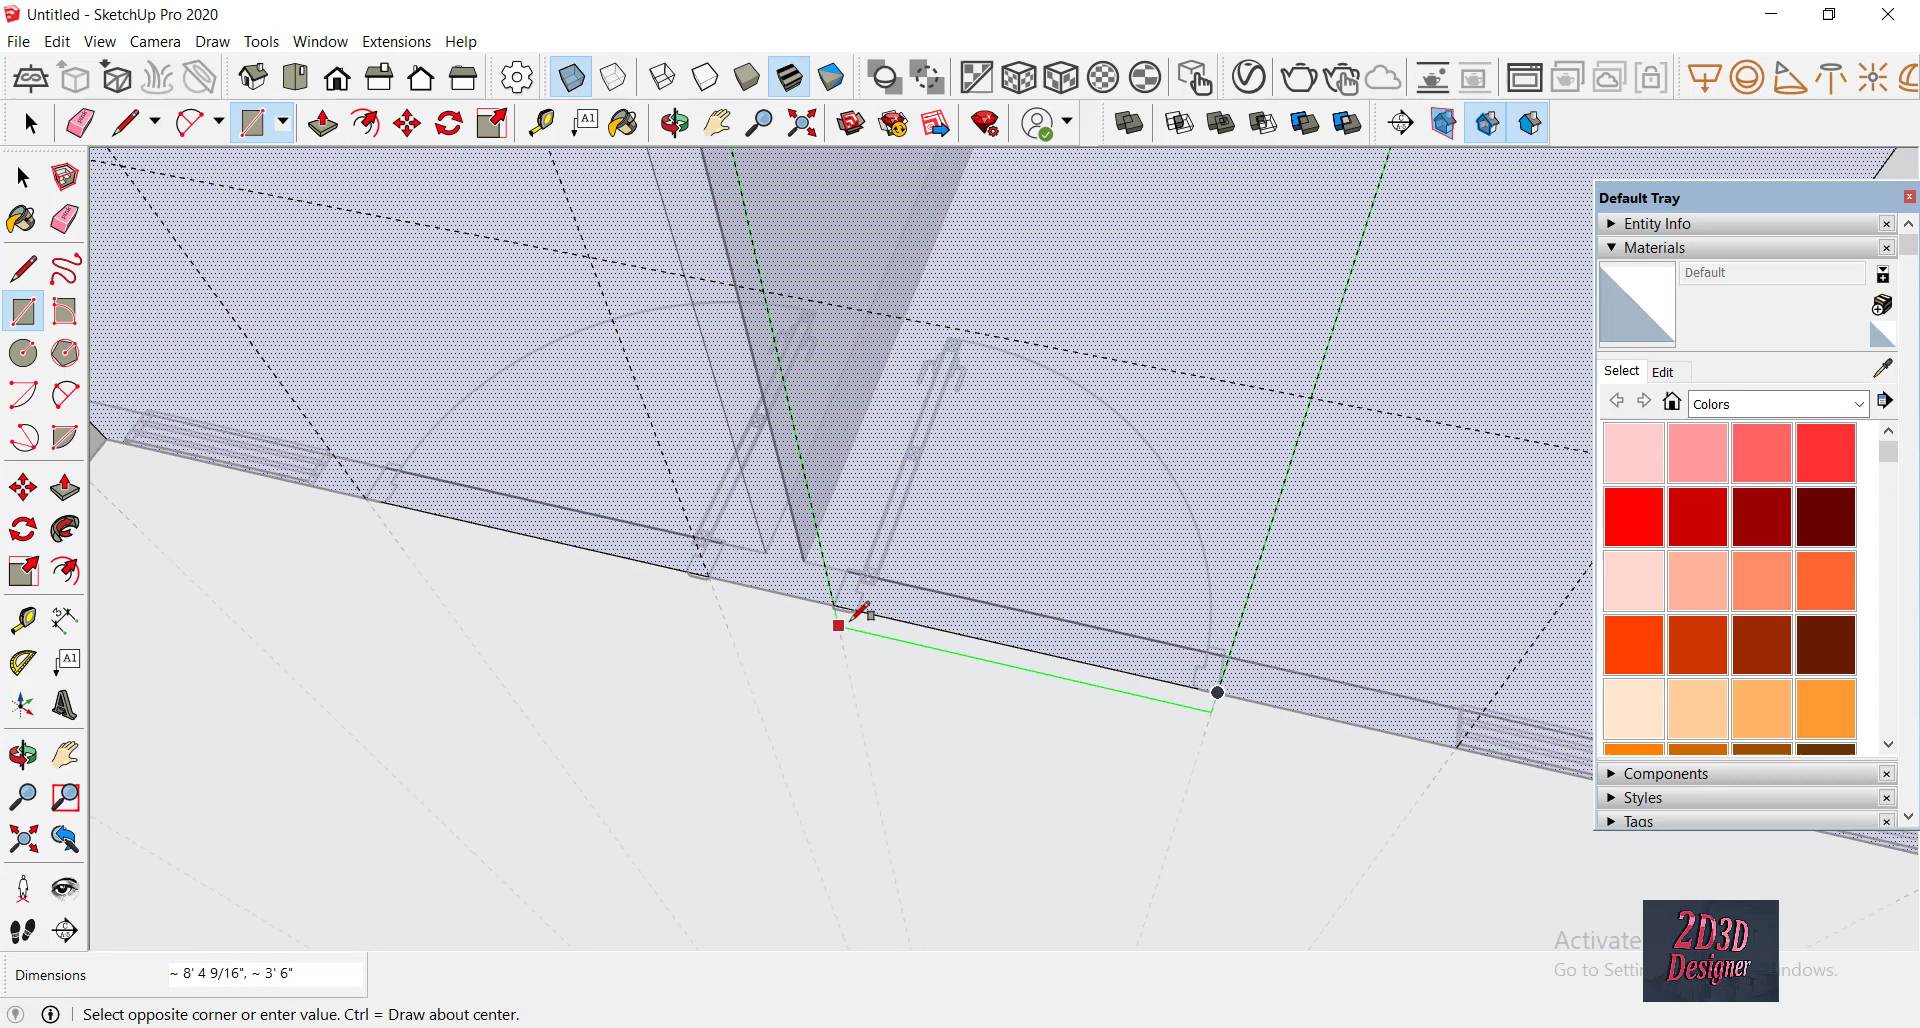 Untitled - SketchUp Pro 2020
File Edit View Camera Draw Tools Window Extensions Help
A1
Default Tray
Entity Info
Materials
Default
Select Edit
Colors
A1
Components
Styles
Tags
2D3D
Designer
Activate
Go to Setti
ndows.
Dimensions ~ 8' 4 9/16", ~ 3' 6"
Select opposite corner or enter value. Ctrl = Draw about center.